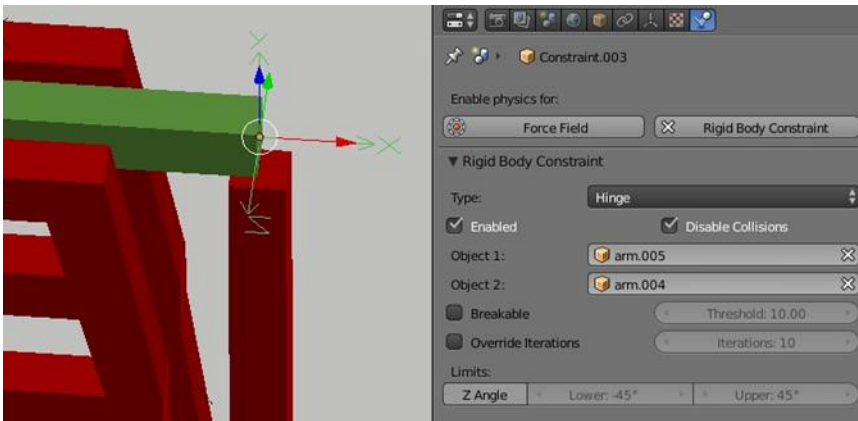 Y
X
Z
Constraint.003
Enable physics for:
Force Field
Rigid Body Constraint
Rigid Body Constraint
Type: Hinge
Enabled Disable Collisions
Object 1: arm.005
Object 2: arm.004
Breakable Threshold: 10.00
Override Iterations Iterations: 10
Limits:
Z Angle Lower: -45° Upper: 45°